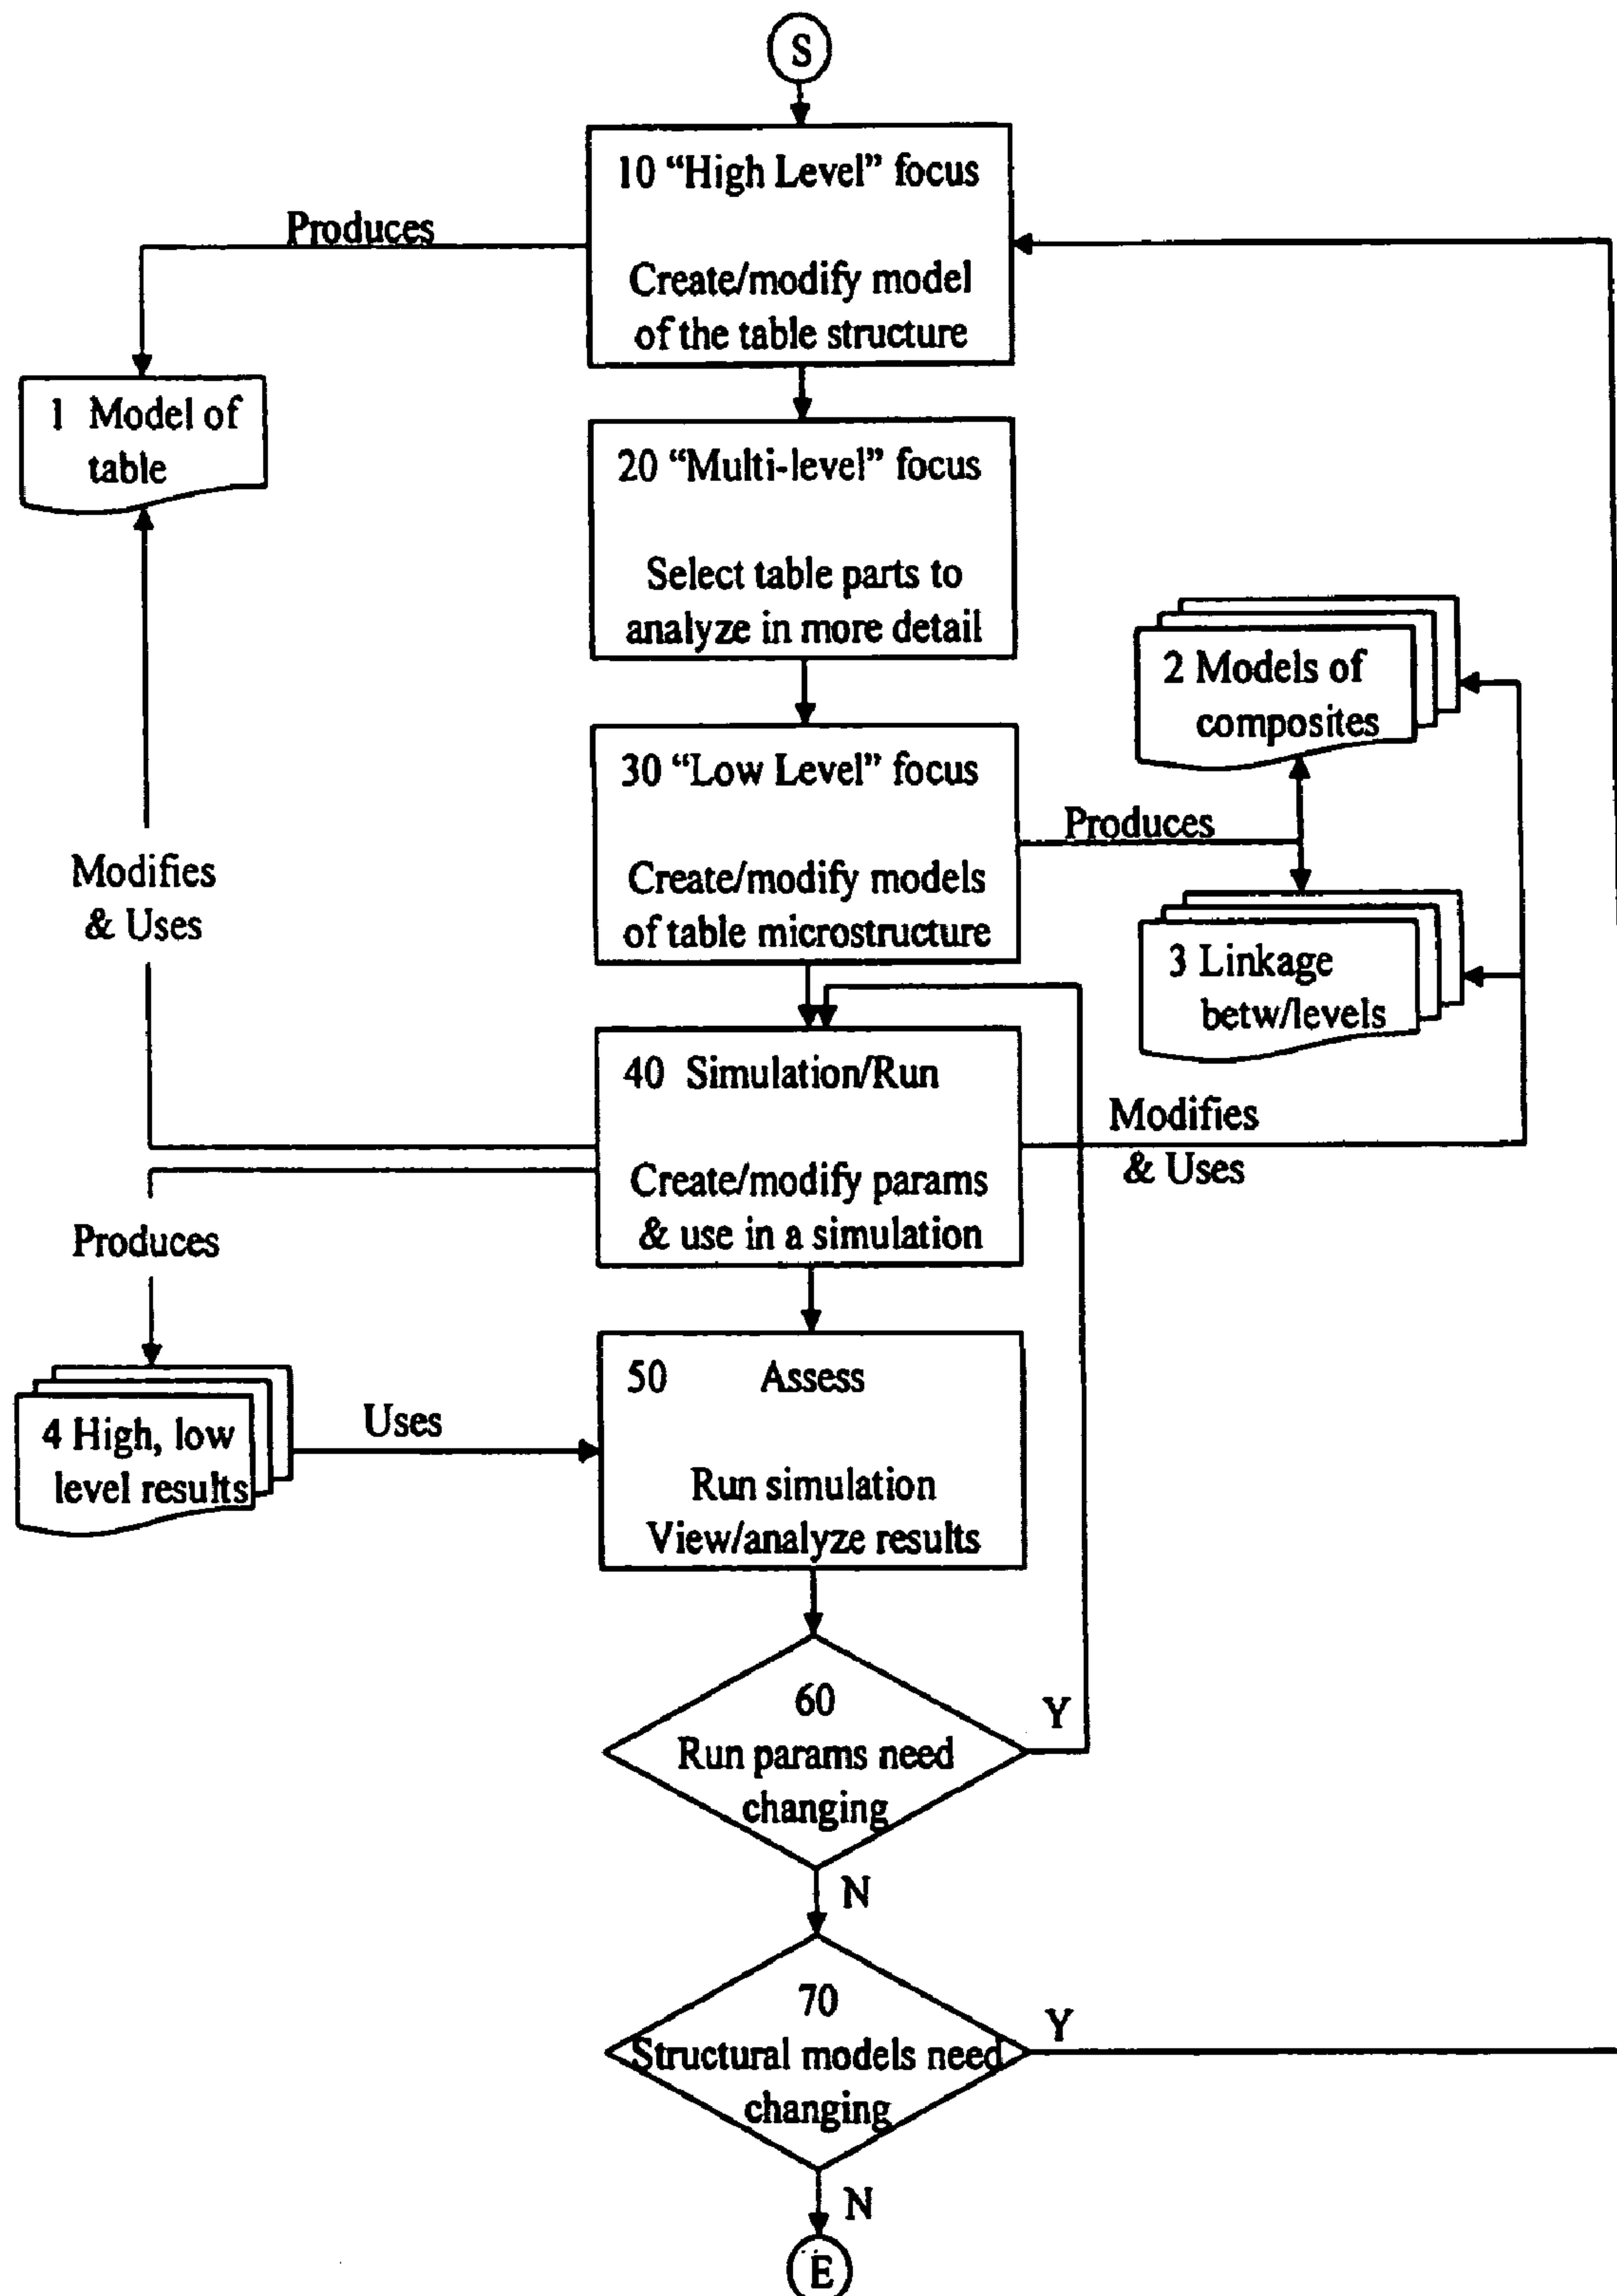 S
10 “High Level” focus
Create/modify model
of the table structure
Produces
1 Model of
table
20 “Multi-level” focus
Select table parts to
analyze in more detail
2 Models of
composites
30 “Low Level” focus
Create/modify models
of table microstructure
Produces
3 Linkage
betw/levels
Modifies
& Uses
40 Simulation/Run
Create/modify params
& use in a simulation
Modifies
& Uses
Produces
4 High, low
level results
Uses
50 Assess
Run simulation
View/analyze results
60
Run params need
changing
Y
N
70
Structural models need
changing
Y
N
E